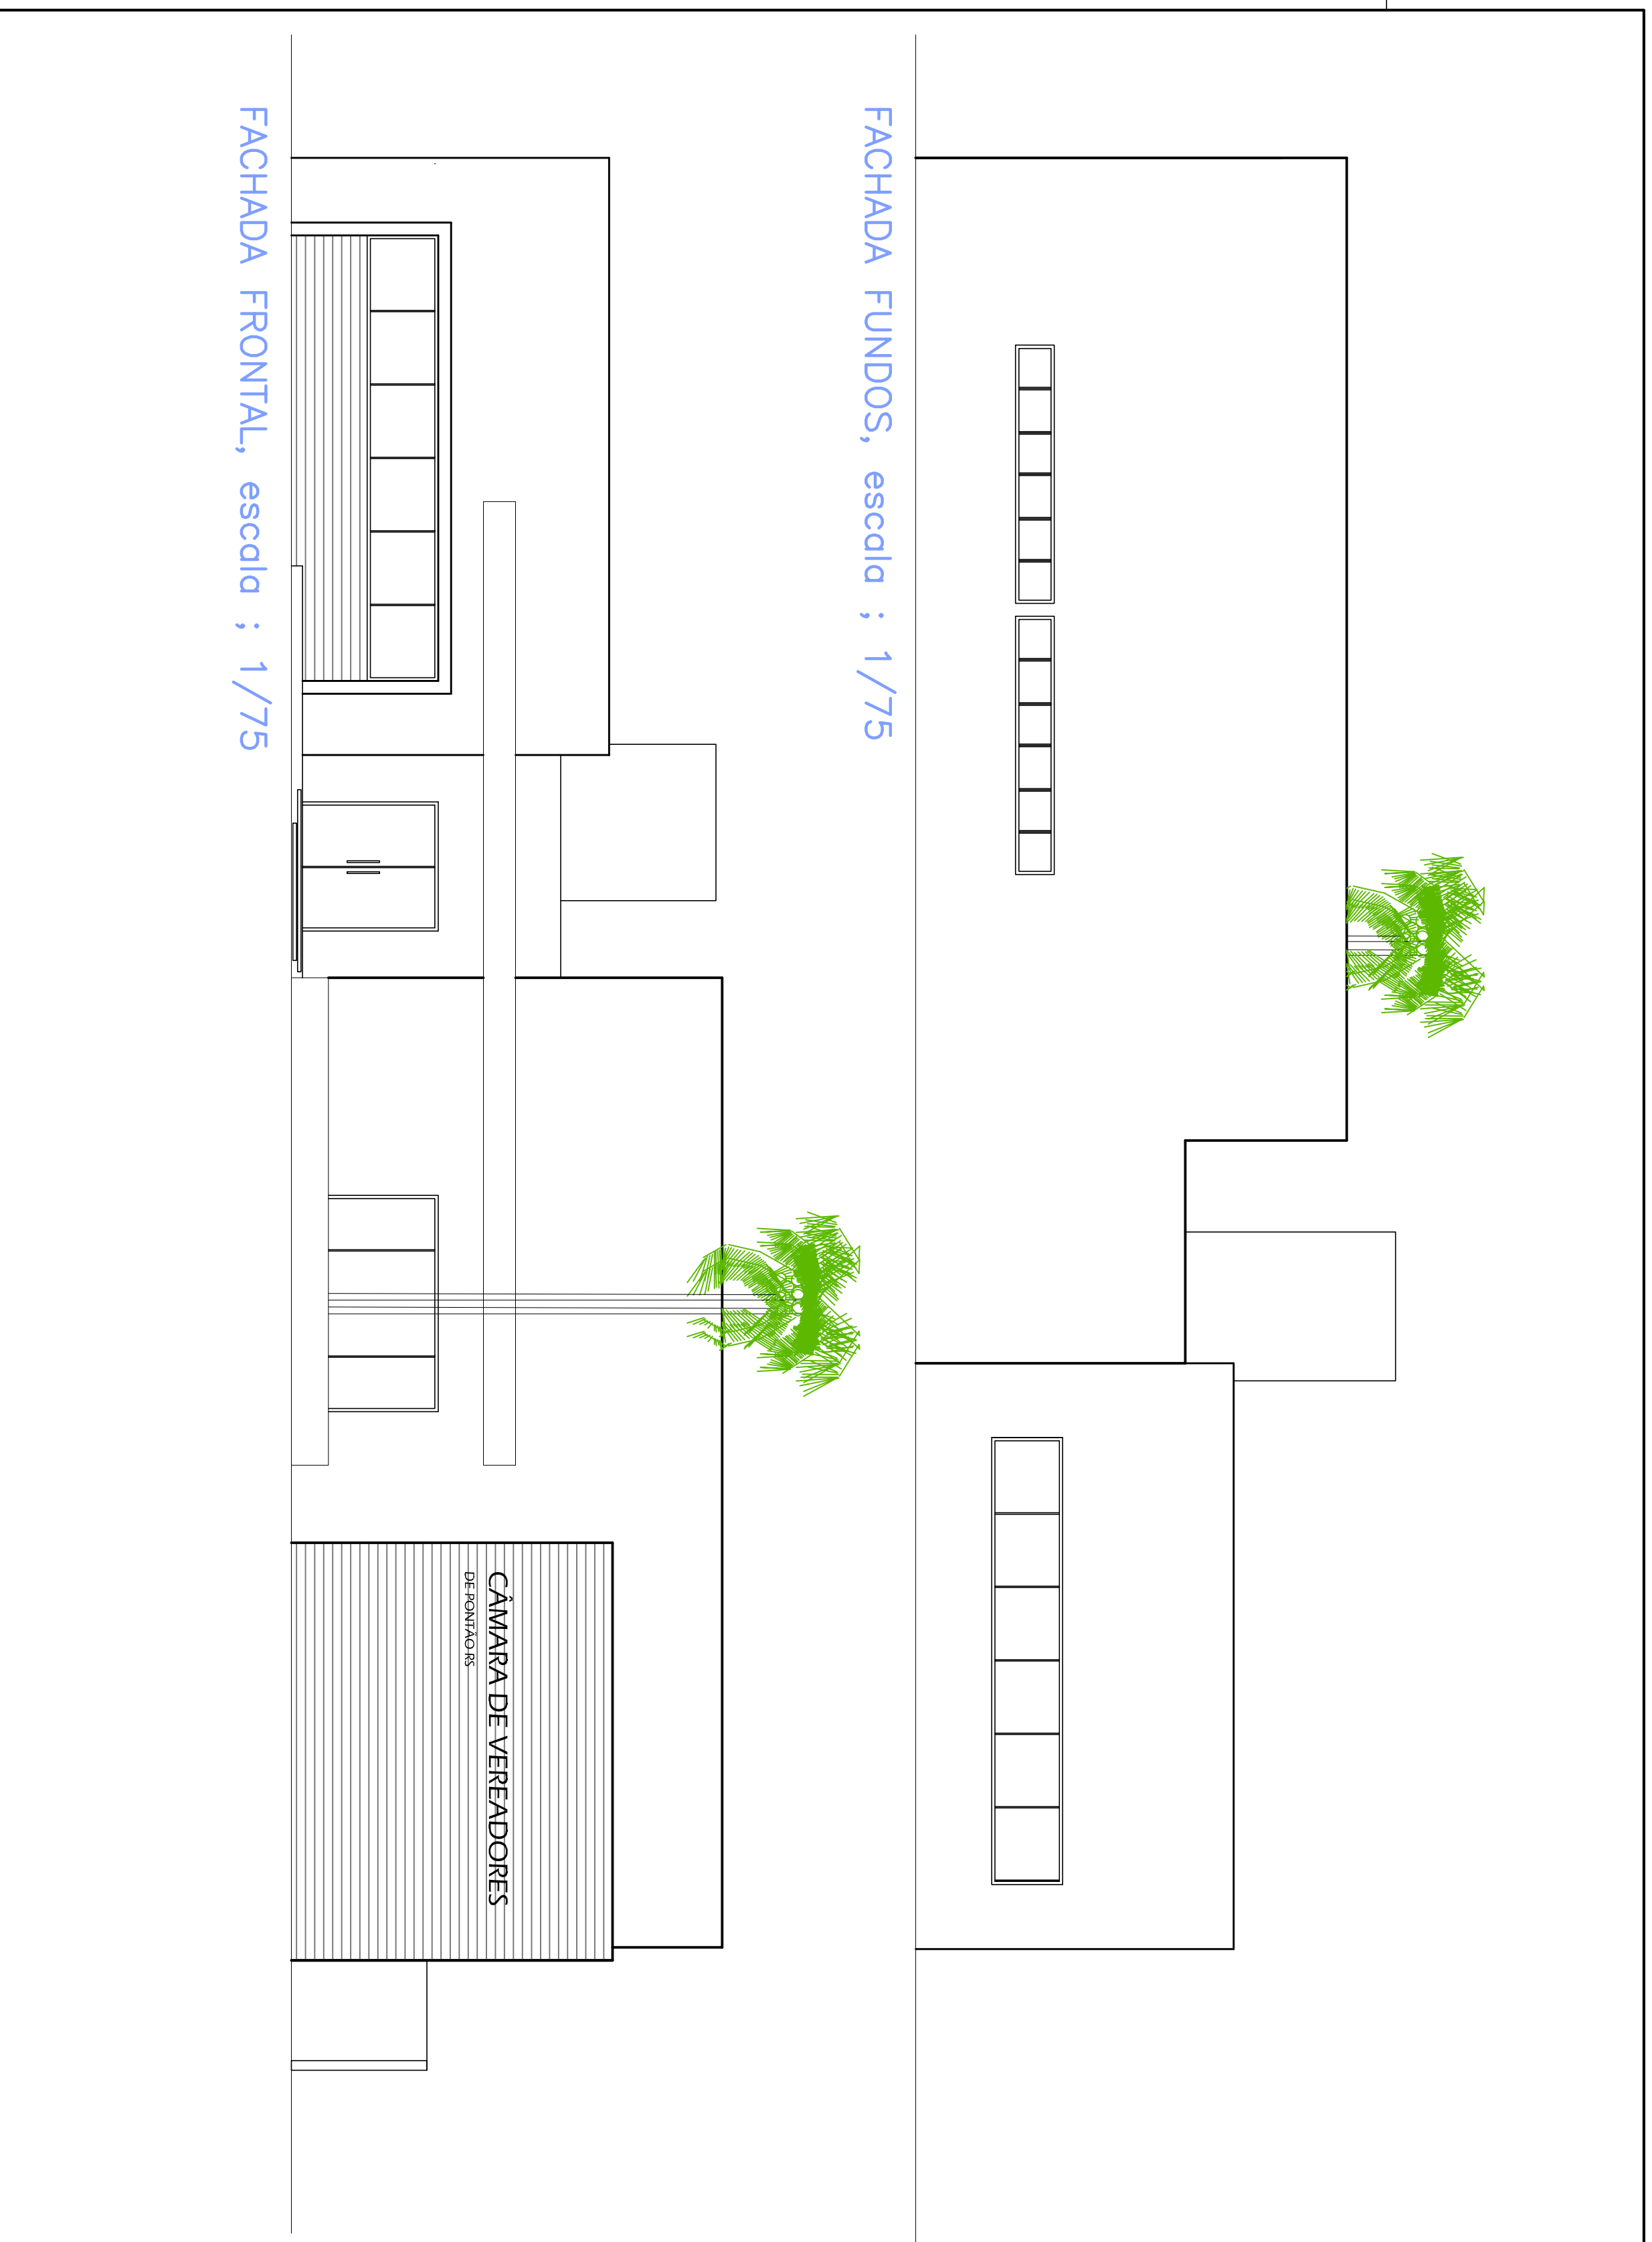 FACHADA FUNDOS, escala ; 1/75
CÂMARA DE VEREADORES
DE PONTÃO-RS
FACHADA FRONTAL, escala ; 1/75